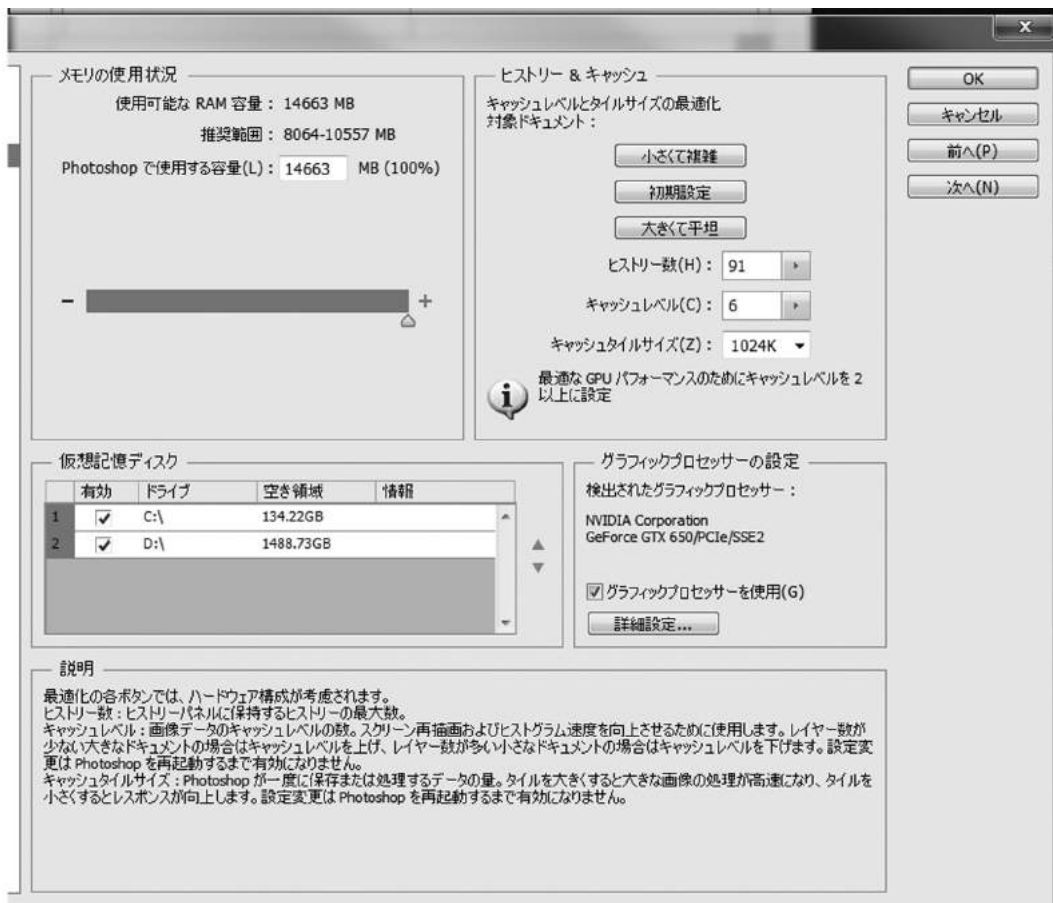 x
メモリの使用状況
使用可能な RAM 容量： 14663 MB
推奨範囲： 8064-10557 MB
Photoshop で使用する容量(L)： 14663 MB (100%)
- +
ヒストリー & キャッシュ
キャッシュレベルとタイルサイズの最適化
対象ドキュメント：
小さくて複雑
初期設定
大きくて平坦
ヒストリー数(H)： 91
キャッシュレベル(C)： 6
キャッシュタイルサイズ(Z)： 1024K
i
最適な GPU パフォーマンスのためにキャッシュレベルを 2
以上に設定
OK
キャンセル
前へ(P)
次へ(N)
仮想記憶ディスク
有効 ドライブ 空き領域 情報
1 C:\ 134.22GB
2 D:\ 1488.73GB
グラフィックプロセッサーの設定
検出されたグラフィックプロセッサー：
NVIDIA Corporation
GeForce GTX 650/PCIe/SSE2
グラフィックプロセッサーを使用(G)
詳細設定...
説明
最適化の各ボタンでは、ハードウェア構成が考慮されます。
ヒストリー数：ヒストリーパネルに保持するヒストリーの最大数。
キャッシュレベル：画像データのキャッシュレベルの数。スクリーン再描画およびヒストグラム速度を向上させるために使用します。レイヤー数が
少ない大きなドキュメントの場合はキャッシュレベルを上げ、レイヤー数が多い小さなドキュメントの場合はキャッシュレベルを下げます。設定変
更は Photoshop を再起動するまで有効になりません。
キャッシュタイルサイズ：Photoshop が一度に保存または処理するデータの量。タイルを大きくすると大きな画像の処理が高速になり、タイルを
小さくするとレスポンスが向上します。設定変更は Photoshop を再起動するまで有効になりません。